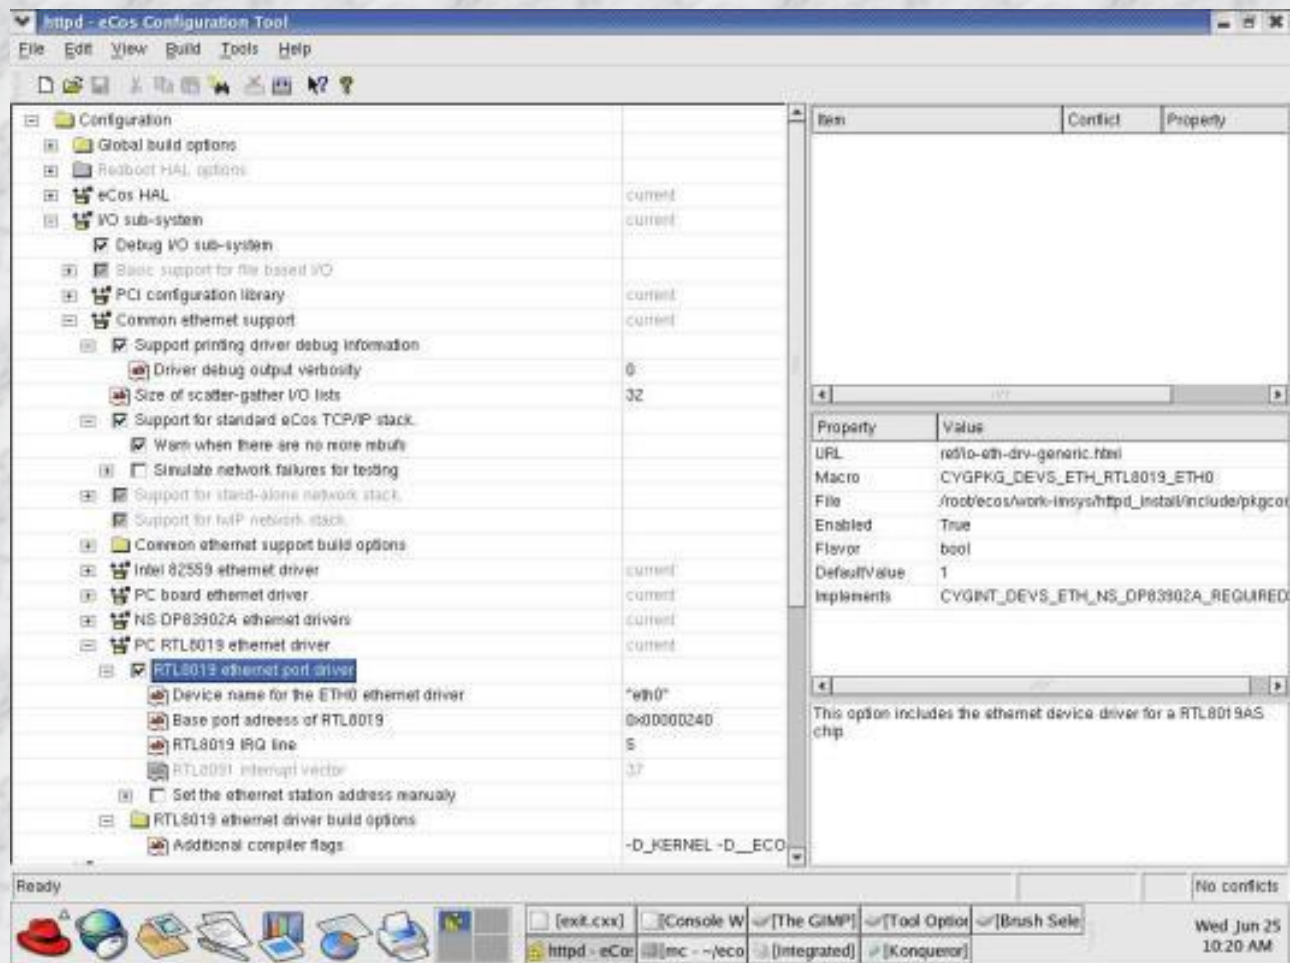 httpd - eCos Configuration Tool
File Edit View Build Tools Help
Configuration
Global build options
Redboot HAL options
eCos HAL current
I/O sub-system current
Debug I/O sub-system
Basic support for file based I/O
PCI configuration library current
Common ethernet support current
Support printing driver debug information
Driver debug output verbosity 0
Size of scatter-gather I/O lists 32
Support for standard eCos TCP/IP stack.
Warn when there are no more mbufs
Simulate network failures for testing
Support for stand-alone network stack.
Support for lwIP network stack.
Common ethernet support build options
Intel 82559 ethernet driver current
PC board ethernet driver current
NS DP83902A ethernet drivers current
PC RTL8019 ethernet driver current
RTL8019 ethernet port driver
Device name for the ETH0 ethernet driver "eth0"
Base port adreess of RTL8019 0x00000240
RTL8019 IRQ line 5
RTL8091 interrupt vector 37
Set the ethernet station address manualy
RTL8019 ethernet driver build options
Additional compiler flags -D_KERNEL -D__ECO
Item Conflict Property
Property Value
URL ref/io-eth-drv-generic.html
Macro CYGPKG_DEVS_ETH_RTL8019_ETH0
File /root/ecos/work-imsys/httpd_install/include/pkgcon
Enabled True
Flavor bool
DefaultValue 1
Implements CYGINT_DEVS_ETH_NS_DP83902A_REQUIRED
This option includes the ethernet device driver for a RTL8019AS
chip
Ready No conflicts
[exit.cxx] [Console W [The GIMP] [Tool Option [Brush Sele
httpd - eCos [mc - ~/eco [Integrated] [Konqueror]
Wed Jun 25
10:20 AM